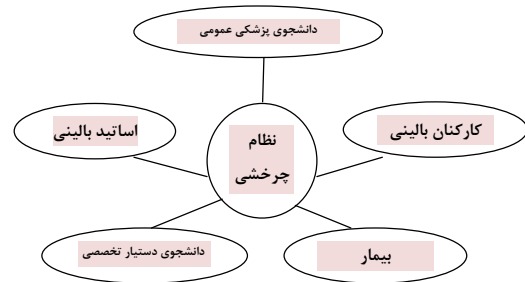 دانشجوی پزشکی عمومی
کارکنان بالینی
اساتید بالینی
نظام
چرخشی
بیمار
دانشجوی دستیار تخصصی